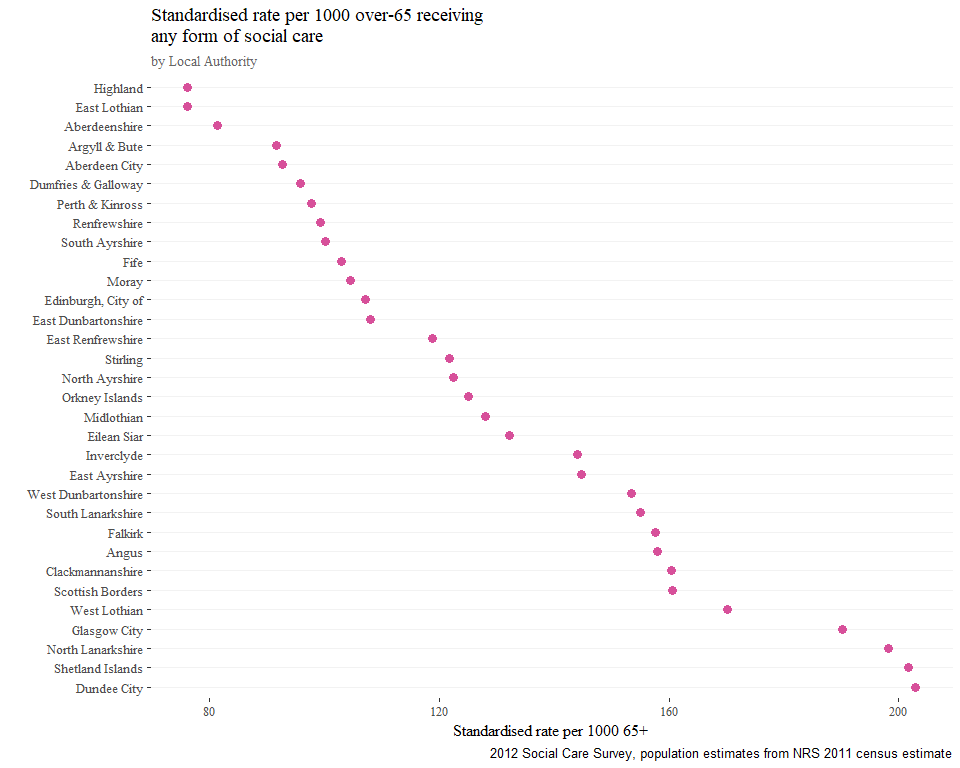 Standardised rate per 1000 over-65 receiving
any form of social care
by Local Authority
Highland
East Lothian
Aberdeenshire
Argyll & Bute
Aberdeen City
Dumfries & Galloway
Perth & Kinross
Renfrewshire
South Ayrshire
Fife
Moray
Edinburgh, City of
East Dunbartonshire
East Renfrewshire
Stirling
North Ayrshire
Orkney Islands
Midlothian
Eilean Siar
Inverclyde
East Ayrshire
West Dunbartonshire
South Lanarkshire
Falkirk
Angus
Clackmannanshire
Scottish Borders
West Lothian
Glasgow City
North Lanarkshire
Shetland Islands
Dundee City
80 120 160 200
Standardised rate per 1000 65+
2012 Social Care Survey, population estimates from NRS 2011 census estimate